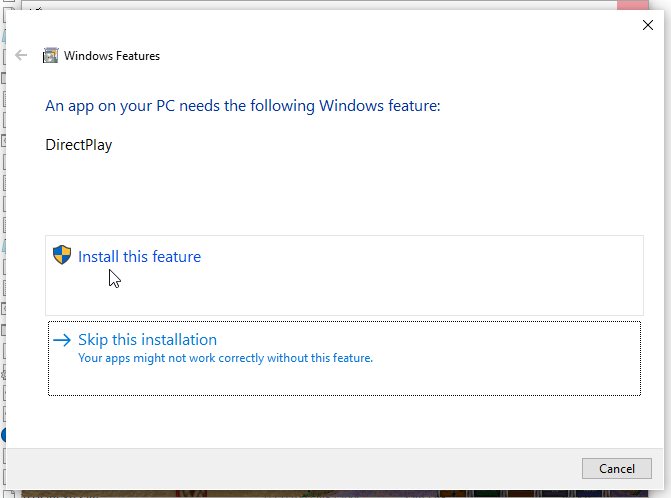 Windows Features
An app on your PC needs the following Windows feature:
DirectPlay
Install this feature
Skip this installation
Your apps might not work correctly without this feature.
Cancel